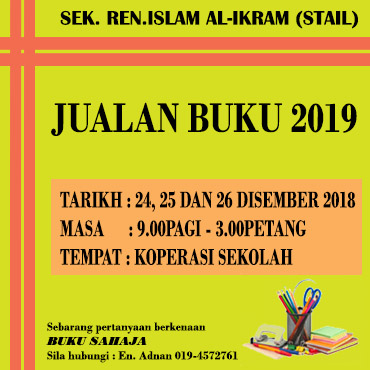 SEK. REN.ISLAM AL-IKRAM (STAIL)
JUALAN BUKU 2019
TARIKH : 24, 25 DAN 26 DISEMBER 2018
MASA : 9.00PAGI - 3.00PETANG
TEMPAT : KOPERASI SEKOLAH
Sebarang pertanyaan berkenaan
BUKU SAHAJA
Sila hubungi : En. Adnan 019-4572761